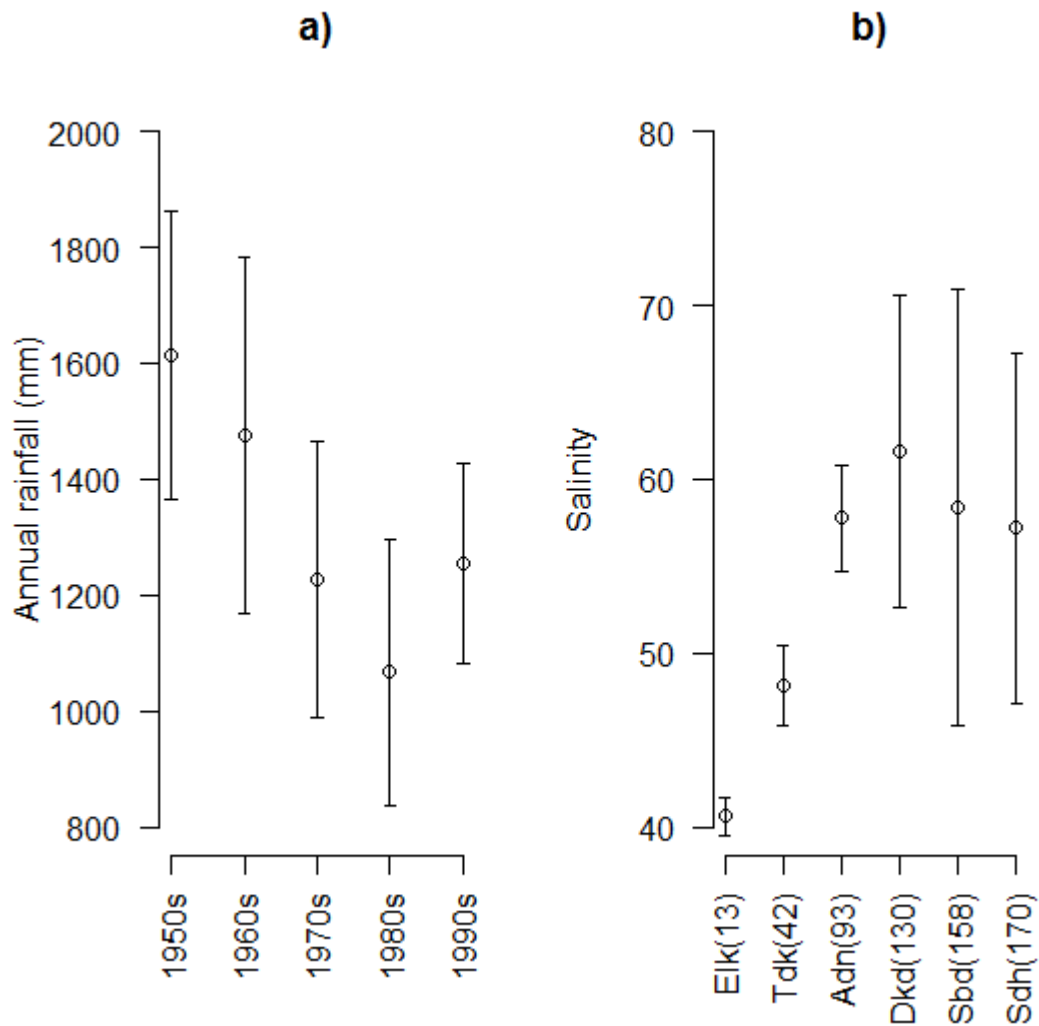 a)
2000
1800
1600
1400
1200
1000
800
Annual rainfall (mm)
1950s
1960s
1970s
1980s
1990s
b)
80
70
60
50
40
Salinity
Elk(13)
Tdk(42)
Adn(93)
Dkd(130)
Sbd(158)
Sdh(170)